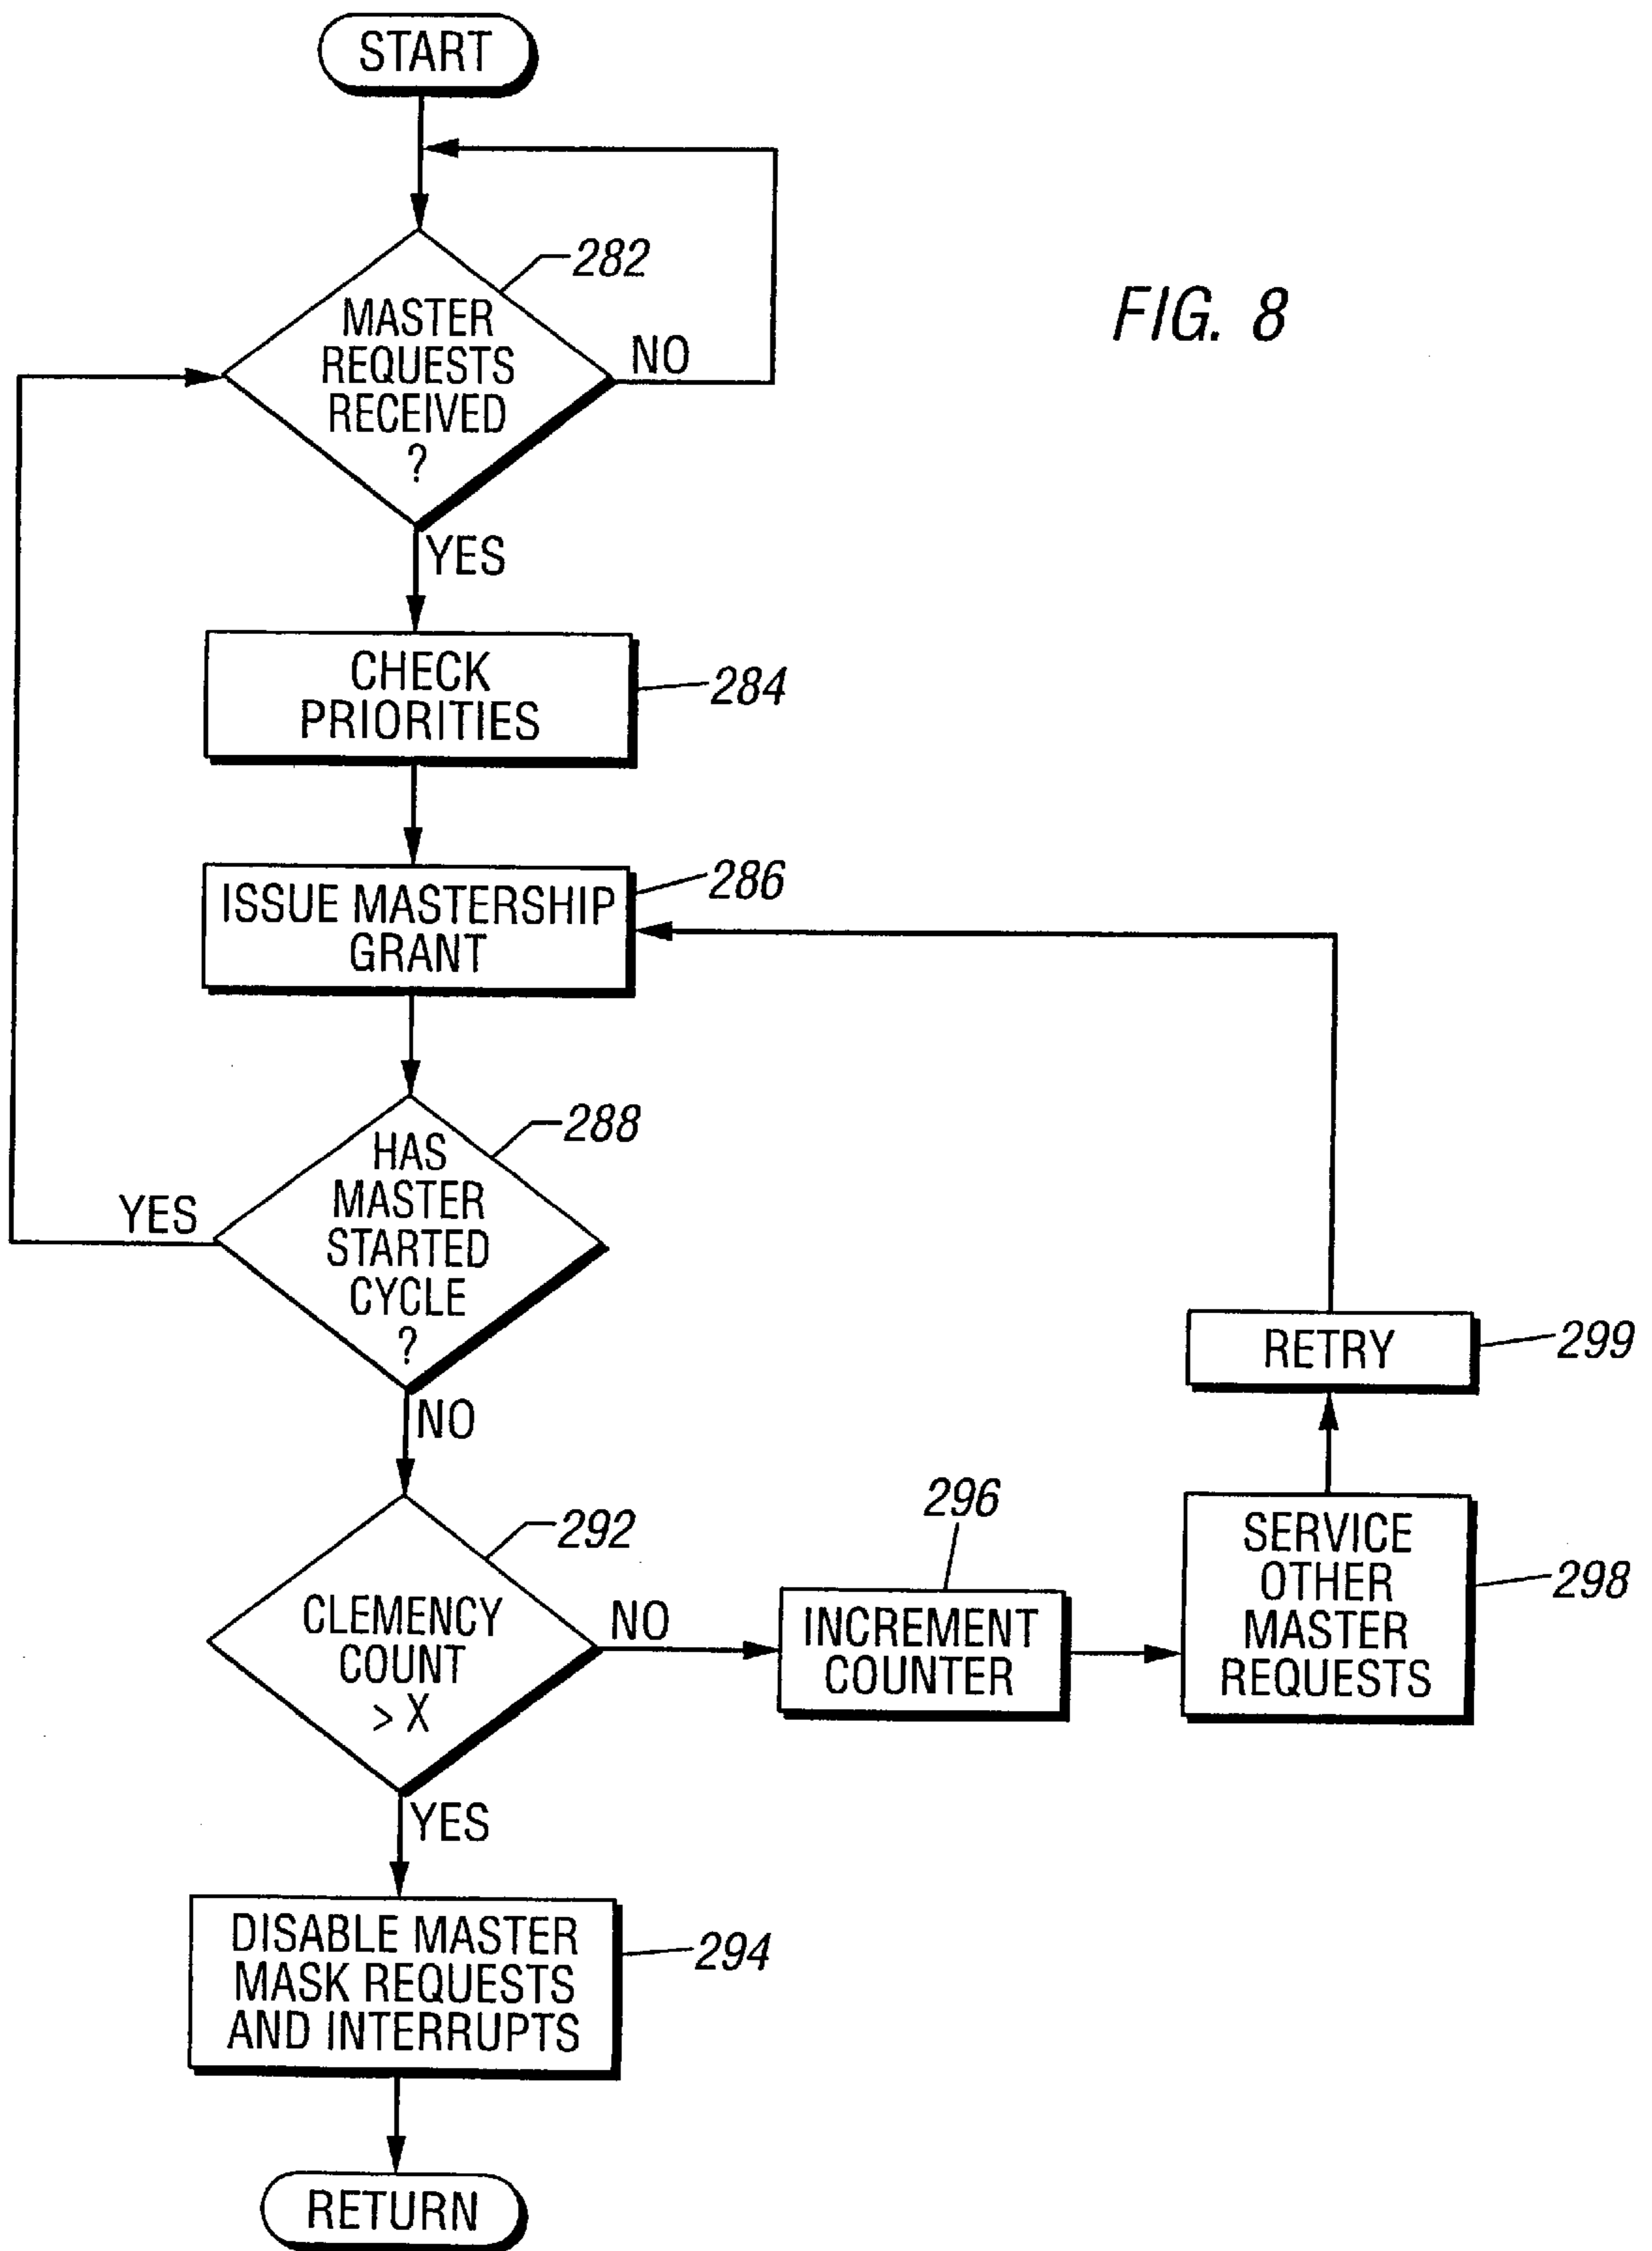 START
282
MASTER
REQUESTS
RECEIVED
?
NO
FIG. 8
YES
CHECK
PRIORITIES
284
ISSUE MASTERSHIP
GRANT
286
HAS
MASTER
STARTED
CYCLE
?
288
YES
NO
RETRY
299
CLEMENCY
COUNT
> X
292
NO
296
INCREMENT
COUNTER
SERVICE
OTHER
MASTER
REQUESTS
298
YES
DISABLE MASTER
MASK REQUESTS
AND INTERRUPTS
294
RETURN